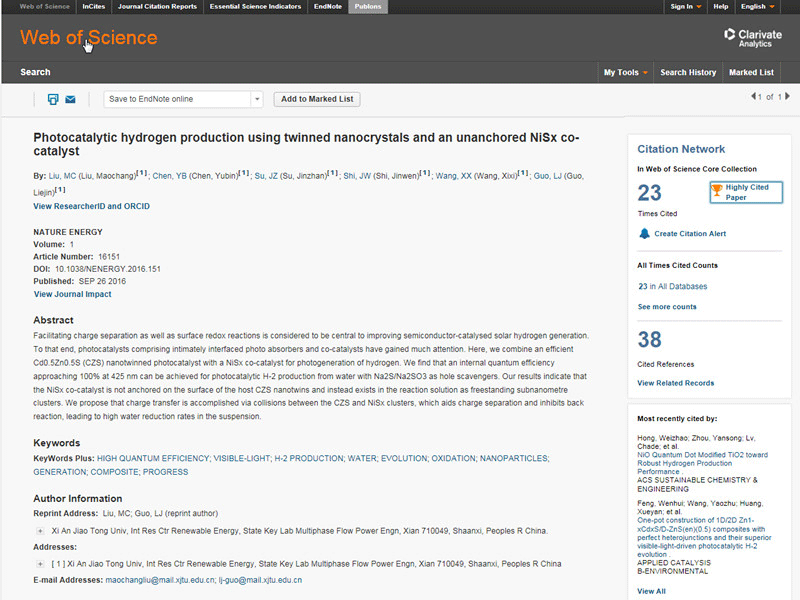 Web of Science InCites Journal Citation Reports Essential Science Indicators EndNote Publons Sign In Help English
Web of Science
Clarivate
Analytics
Search My Tools Search History Marked List
Save to EndNote online Add to Marked List 1 of 1
Photocatalytic hydrogen production using twinned nanocrystals and an unanchored NiSx co-
catalyst
By: Liu, MC (Liu, Maochang)[1]; Chen, YB (Chen, Yubin)[1]; Su, JZ (Su, Jinzhan)[1]; Shi, JW (Shi, Jinwen)[1]; Wang, XX (Wang, Xixi)[1]; Guo, LJ (Guo,
Liejin)[1]
View ResearcherID and ORCID
NATURE ENERGY
Volume: 1
Article Number: 16151
DOI: 10.1038/NENERGY.2016.151
Published: SEP 26 2016
View Journal Impact
Abstract
Facilitating charge separation as well as surface redox reactions is considered to be central to improving semiconductor-catalysed solar hydrogen generation.
To that end, photocatalysts comprising intimately interfaced photo absorbers and co-catalysts have gained much attention. Here, we combine an efficient
Cd0.5Zn0.5S (CZS) nanotwinned photocatalyst with a NiSx co-catalyst for photogeneration of hydrogen. We find that an internal quantum efficiency
approaching 100% at 425 nm can be achieved for photocatalytic H-2 production from water with Na2S/Na2SO3 as hole scavengers. Our results indicate that
the NiSx co-catalyst is not anchored on the surface of the host CZS nanotwins and instead exists in the reaction solution as freestanding subnanometre
clusters. We propose that charge transfer is accomplished via collisions between the CZS and NiSx clusters, which aids charge separation and inhibits back
reaction, leading to high water reduction rates in the suspension.
Keywords
KeyWords Plus: HIGH QUANTUM EFFICIENCY; VISIBLE-LIGHT; H-2 PRODUCTION; WATER; EVOLUTION; OXIDATION; NANOPARTICLES;
GENERATION; COMPOSITE; PROGRESS
Author Information
Reprint Address: Liu, MC; Guo, LJ (reprint author)
Xi An Jiao Tong Univ, Int Res Ctr Renewable Energy, State Key Lab Multiphase Flow Power Engn, Xian 710049, Shaanxi, Peoples R China.
Addresses:
[ 1 ] Xi An Jiao Tong Univ, Int Res Ctr Renewable Energy, State Key Lab Multiphase Flow Power Engn, Xian 710049, Shaanxi, Peoples R China
E-mail Addresses: maochangliu@mail.xjtu.edu.cn; lj-guo@mail.xjtu.edu.cn
Citation Network
In Web of Science Core Collection
23 Highly Cited
Paper
Times Cited
Create Citation Alert
All Times Cited Counts
23 in All Databases
See more counts
38
Cited References
View Related Records
Most recently cited by:
Hong, Weizhao; Zhou, Yansong; Lv,
Chade; et al.
NiO Quantum Dot Modified TiO2 toward
Robust Hydrogen Production
Performance .
ACS SUSTAINABLE CHEMISTRY &
ENGINEERING
Feng, Wenhui; Wang, Yaozhu; Huang,
Xueyan; et al.
One-pot construction of 1D/2D Zn1-
xCdxS/D-ZnS(en)(0.5) composites with
perfect heterojunctions and their superior
visible-light-driven photocatalytic H-2
evolution .
APPLIED CATALYSIS
B-ENVIRONMENTAL
View All